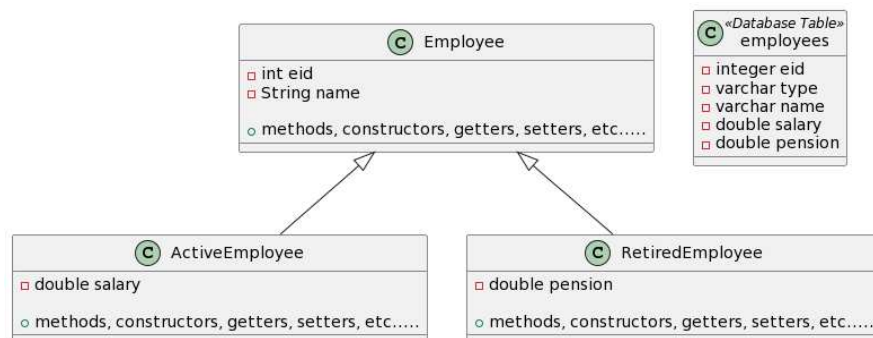 C Employee
int eid
String name
+ methods, constructors, getters, setters, etc.....
C «Database Table»
employees
integer eid
varchar type
varchar name
double salary
double pension
C ActiveEmployee
double salary
methods, constructors, getters, setters, etc.....
C RetiredEmployee
double pension
methods, constructors, getters, setters, etc.....